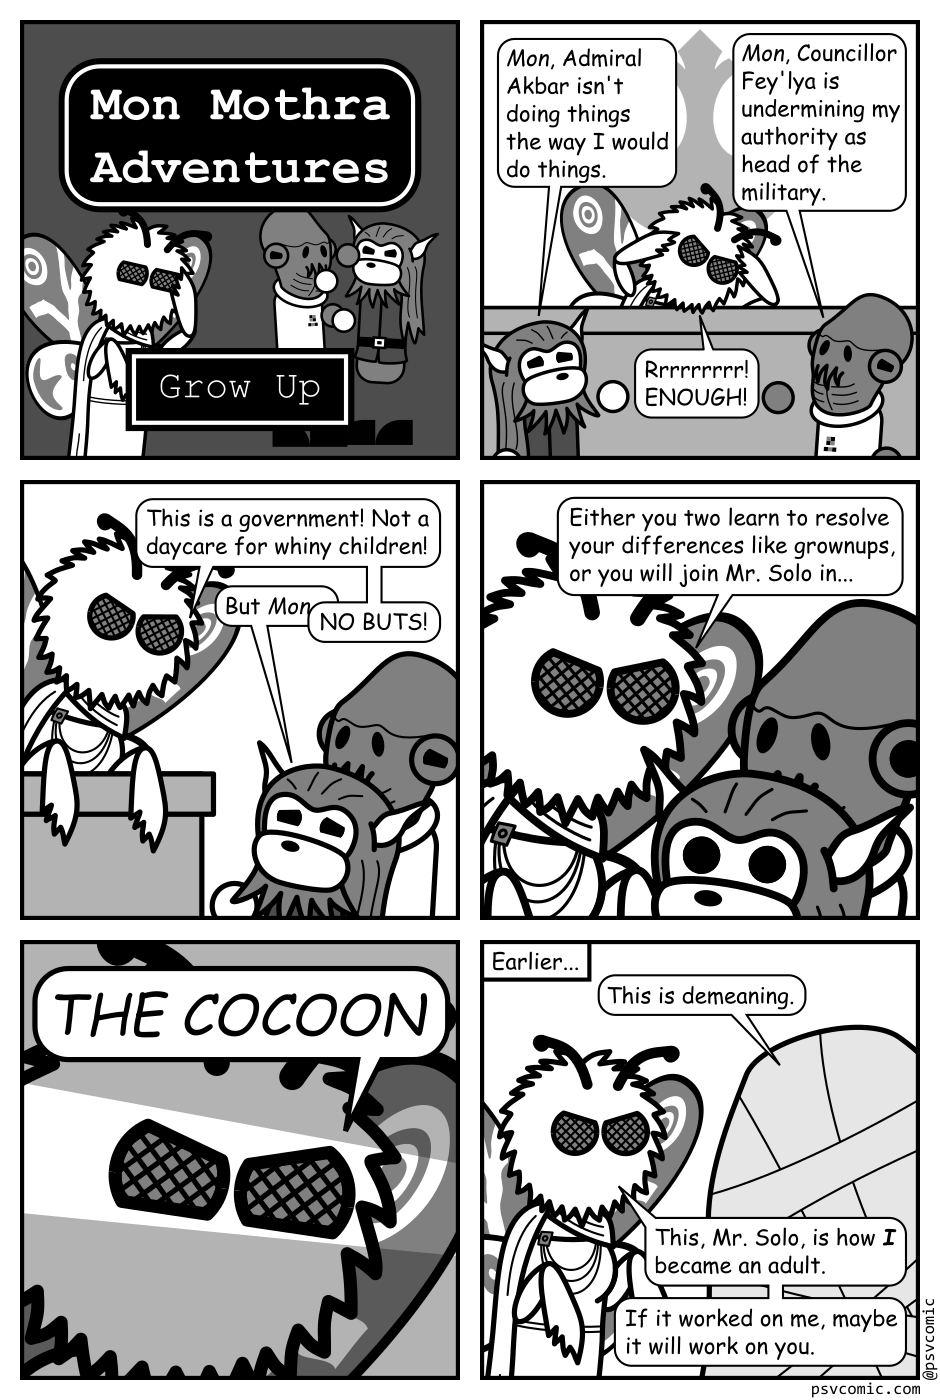 Mon Mothra
Adventures
Grow Up
Mon, Admiral
Akbar isn't
doing things
the way I would
do things.
Mon, Councillor
Fey'lya is
undermining my
authority as
head of the
military.
Rrrrrrrrr!
ENOUGH!
This is a government! Not a
daycare for whiny children!
But Mon
NO BUTS!
Either you two learn to resolve
your differences like grownups,
or you will join Mr. Solo in...
THE COCOON
Earlier...
This is demeaning.
This, Mr. Solo, is how I
became an adult.
If it worked on me, maybe
it will work on you.
@psvcomic
psvcomic.com